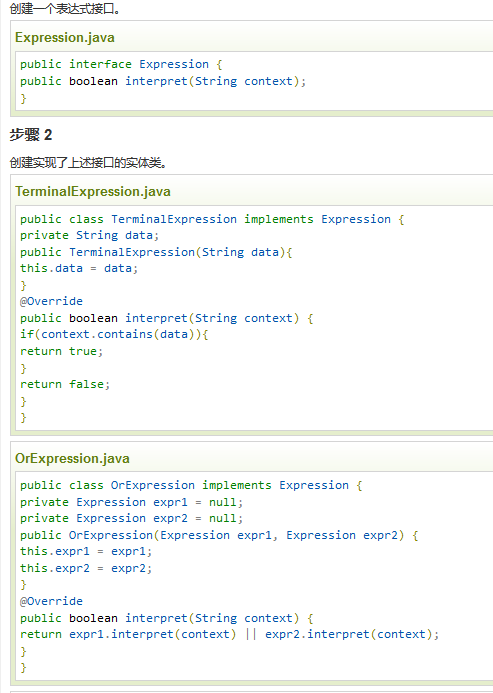 创建一个表达式接口。
Expression.java
public interface Expression {
public boolean interpret(String context);
}
步骤 2
创建实现了上述接口的实体类。
TerminalExpression.java
public class TerminalExpression implements Expression {
private String data;
public TerminalExpression(String data){
this.data = data;
}
@Override
public boolean interpret(String context) {
if(context.contains(data)){
return true;
}
return false;
}
}
OrExpression.java
public class OrExpression implements Expression {
private Expression expr1 = null;
private Expression expr2 = null;
public OrExpression(Expression expr1, Expression expr2) {
this.expr1 = expr1;
this.expr2 = expr2;
}
@Override
public boolean interpret(String context) {
return expr1.interpret(context) || expr2.interpret(context);
}
}